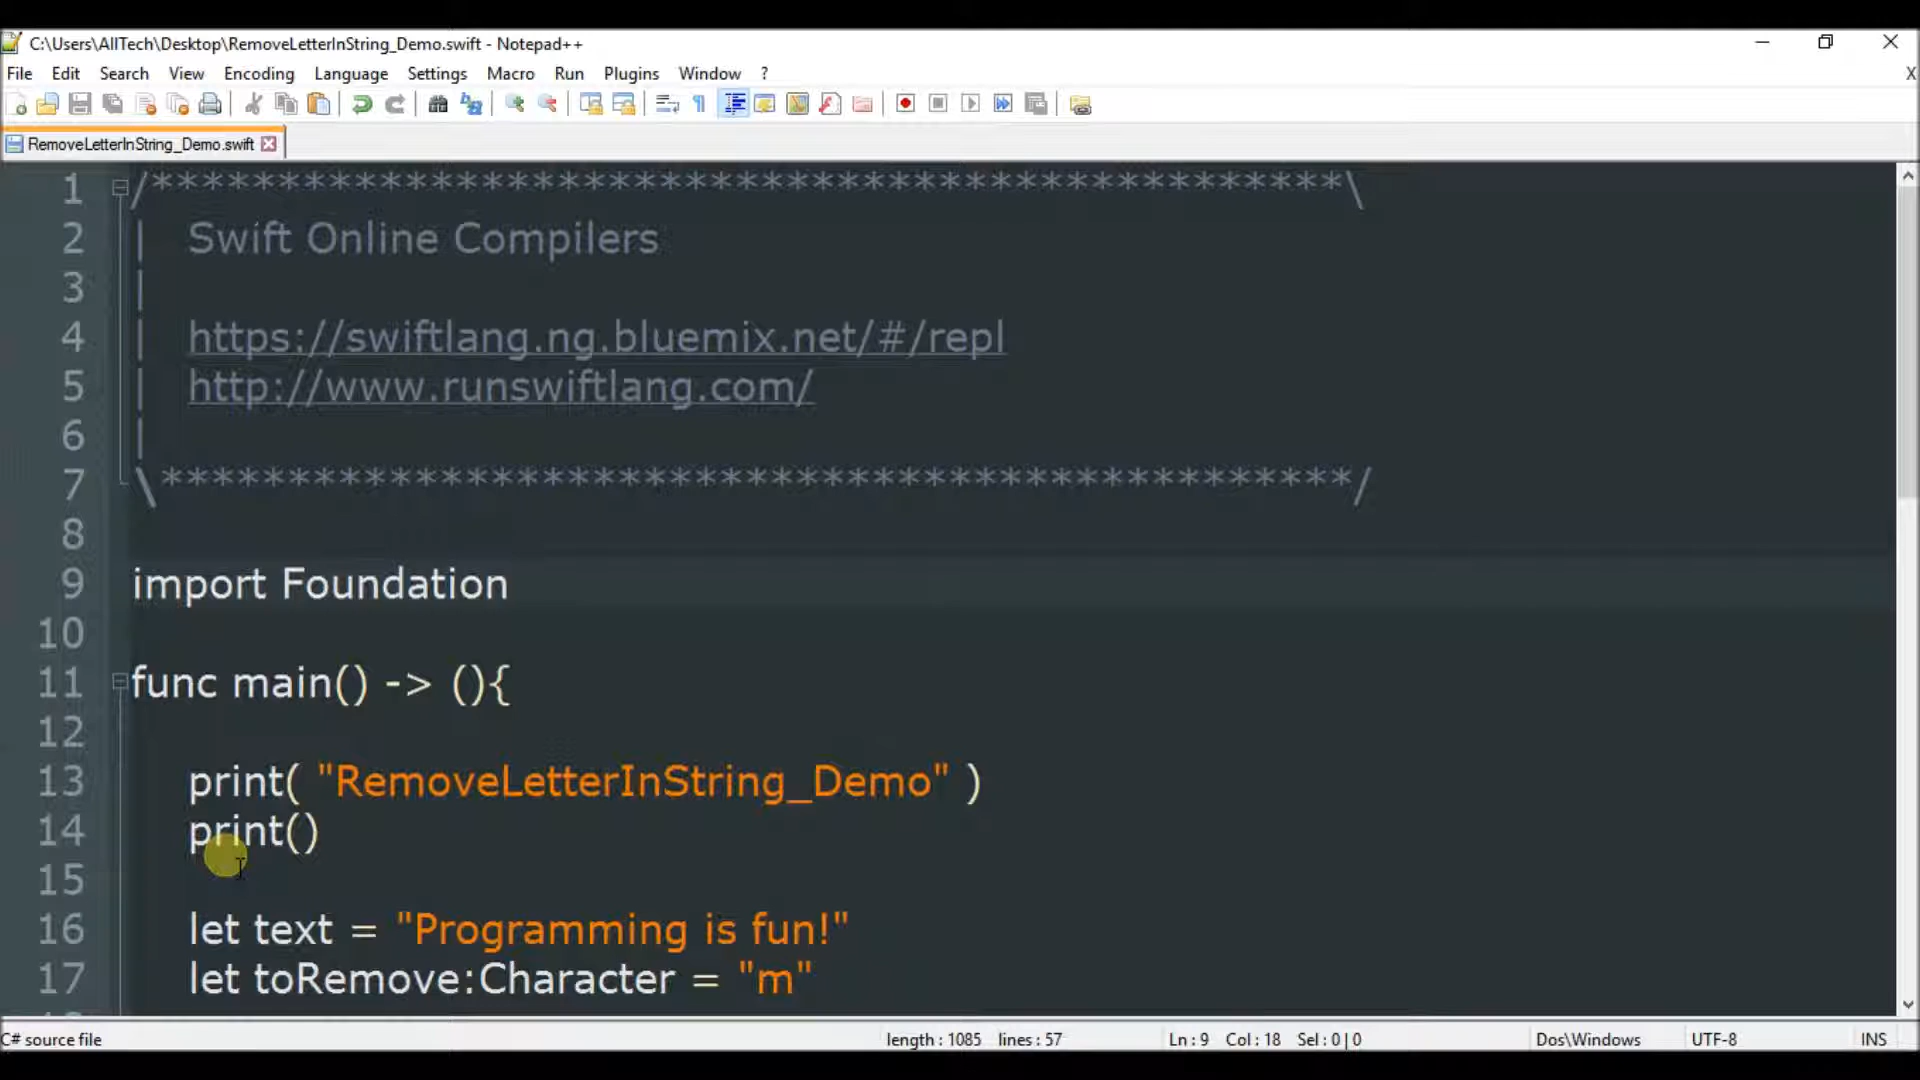 C:\Users\AllTech\Desktop\RemoveLetterInString_Demo.swift - Notepad++
File Edit Search View Encoding Language Settings Macro Run Plugins Window ? X
RemoveLetterInString_Demo.swift
1 /***********************************************\
2 | Swift Online Compilers
3 |
4 | https://swiftlang.ng.bluemix.net/#/repl
5 | http://www.runswiftlang.com/
6 |
7 \***********************************************/
8
9 import Foundation
10
11 func main() -> (){
12
13 print( "RemoveLetterInString_Demo" )
14 print()
15
16 let text = "Programming is fun!"
17 let toRemove:Character = "m"
C# source file length : 1085 lines : 57 Ln : 9 Col : 18 Sel : 0 | 0 Dos\Windows UTF-8 INS